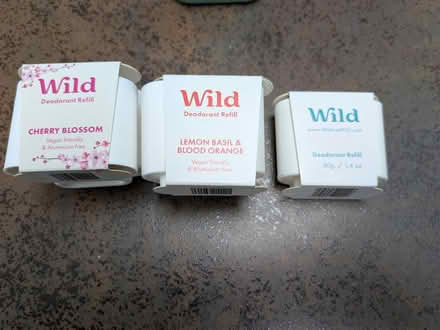 Wild
Deodorant Refill
CHERRY BLOSSOM
Vegan friendly
& Aluminium free
Wild
Deodorant Refill
LEMON BASIL &
BLOOD ORANGE
Vegan friendly
& Aluminium free
Wild
Deodorant Refill